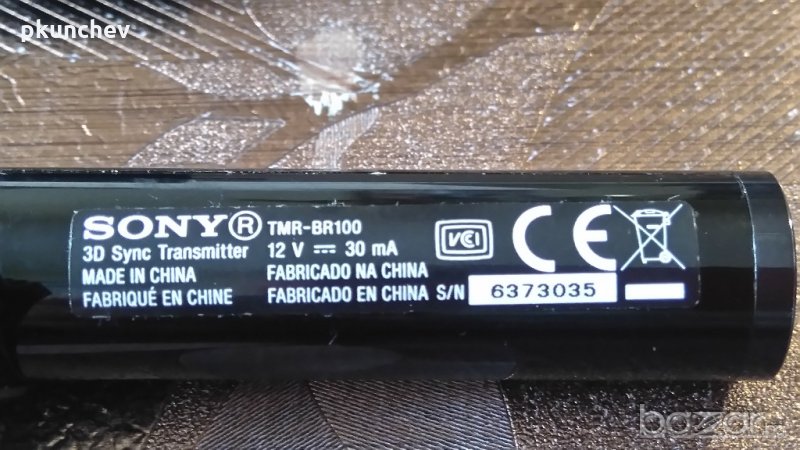 pkunchev
SONY® TMR-BR100
3D Sync Transmitter 12 V ⎓ 30 mA
MADE IN CHINA FABRICADO NA CHINA
FABRIQUÉ EN CHINE FABRICADO EN CHINA S/N 6373035
VCI
CE
bazar